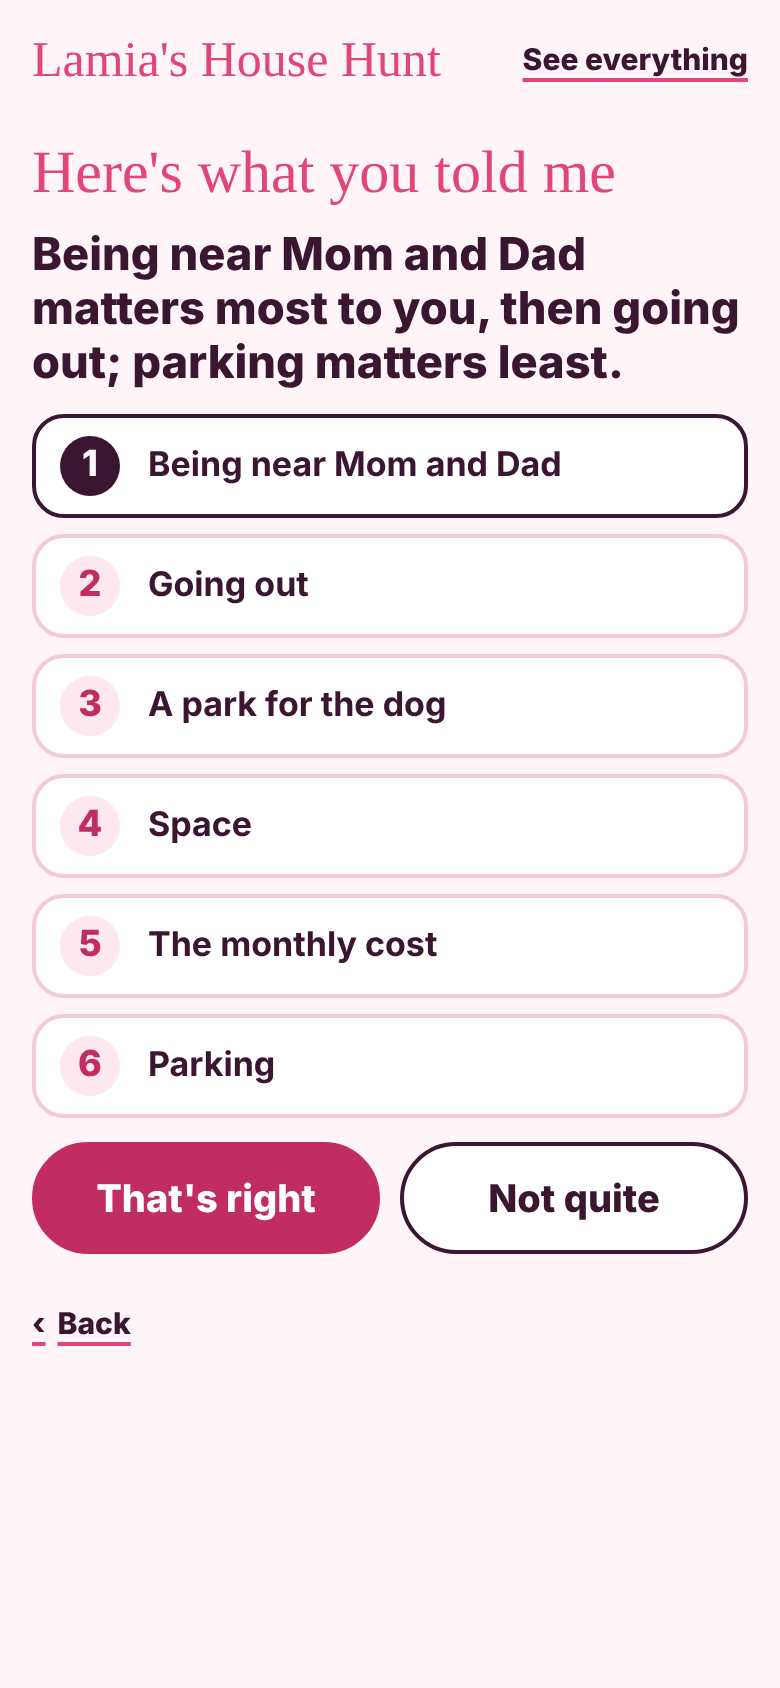 Lamia's House Hunt
See everything
Here's what you told me
Being near Mom and Dad
matters most to you, then going
out; parking matters least.
1 Being near Mom and Dad
2 Going out
3 A park for the dog
4 Space
5 The monthly cost
6 Parking
That's right
Not quite
‹ Back